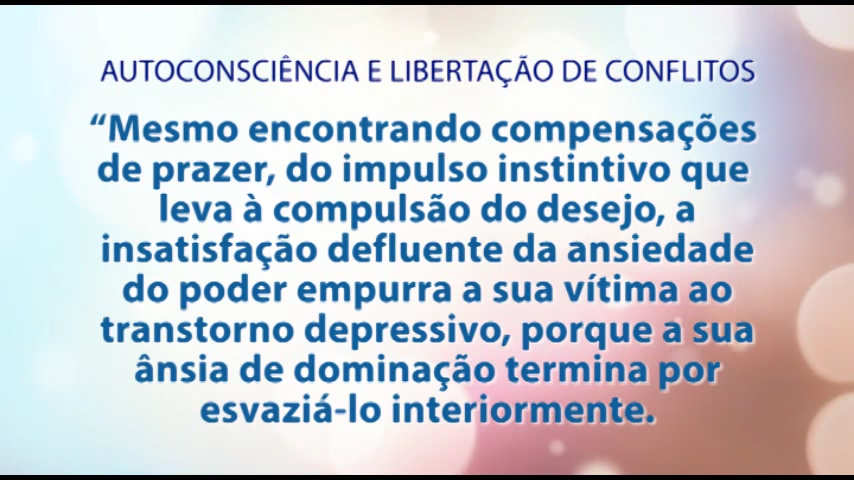 AUTOCONSCIÊNCIA E LIBERTAÇÃO DE CONFLITOS
“Mesmo encontrando compensações
de prazer, do impulso instintivo que
leva à compulsão do desejo, a
insatisfação defluente da ansiedade
do poder empurra a sua vítima ao
transtorno depressivo, porque a sua
ânsia de dominação termina por
esvaziá-lo interiormente.